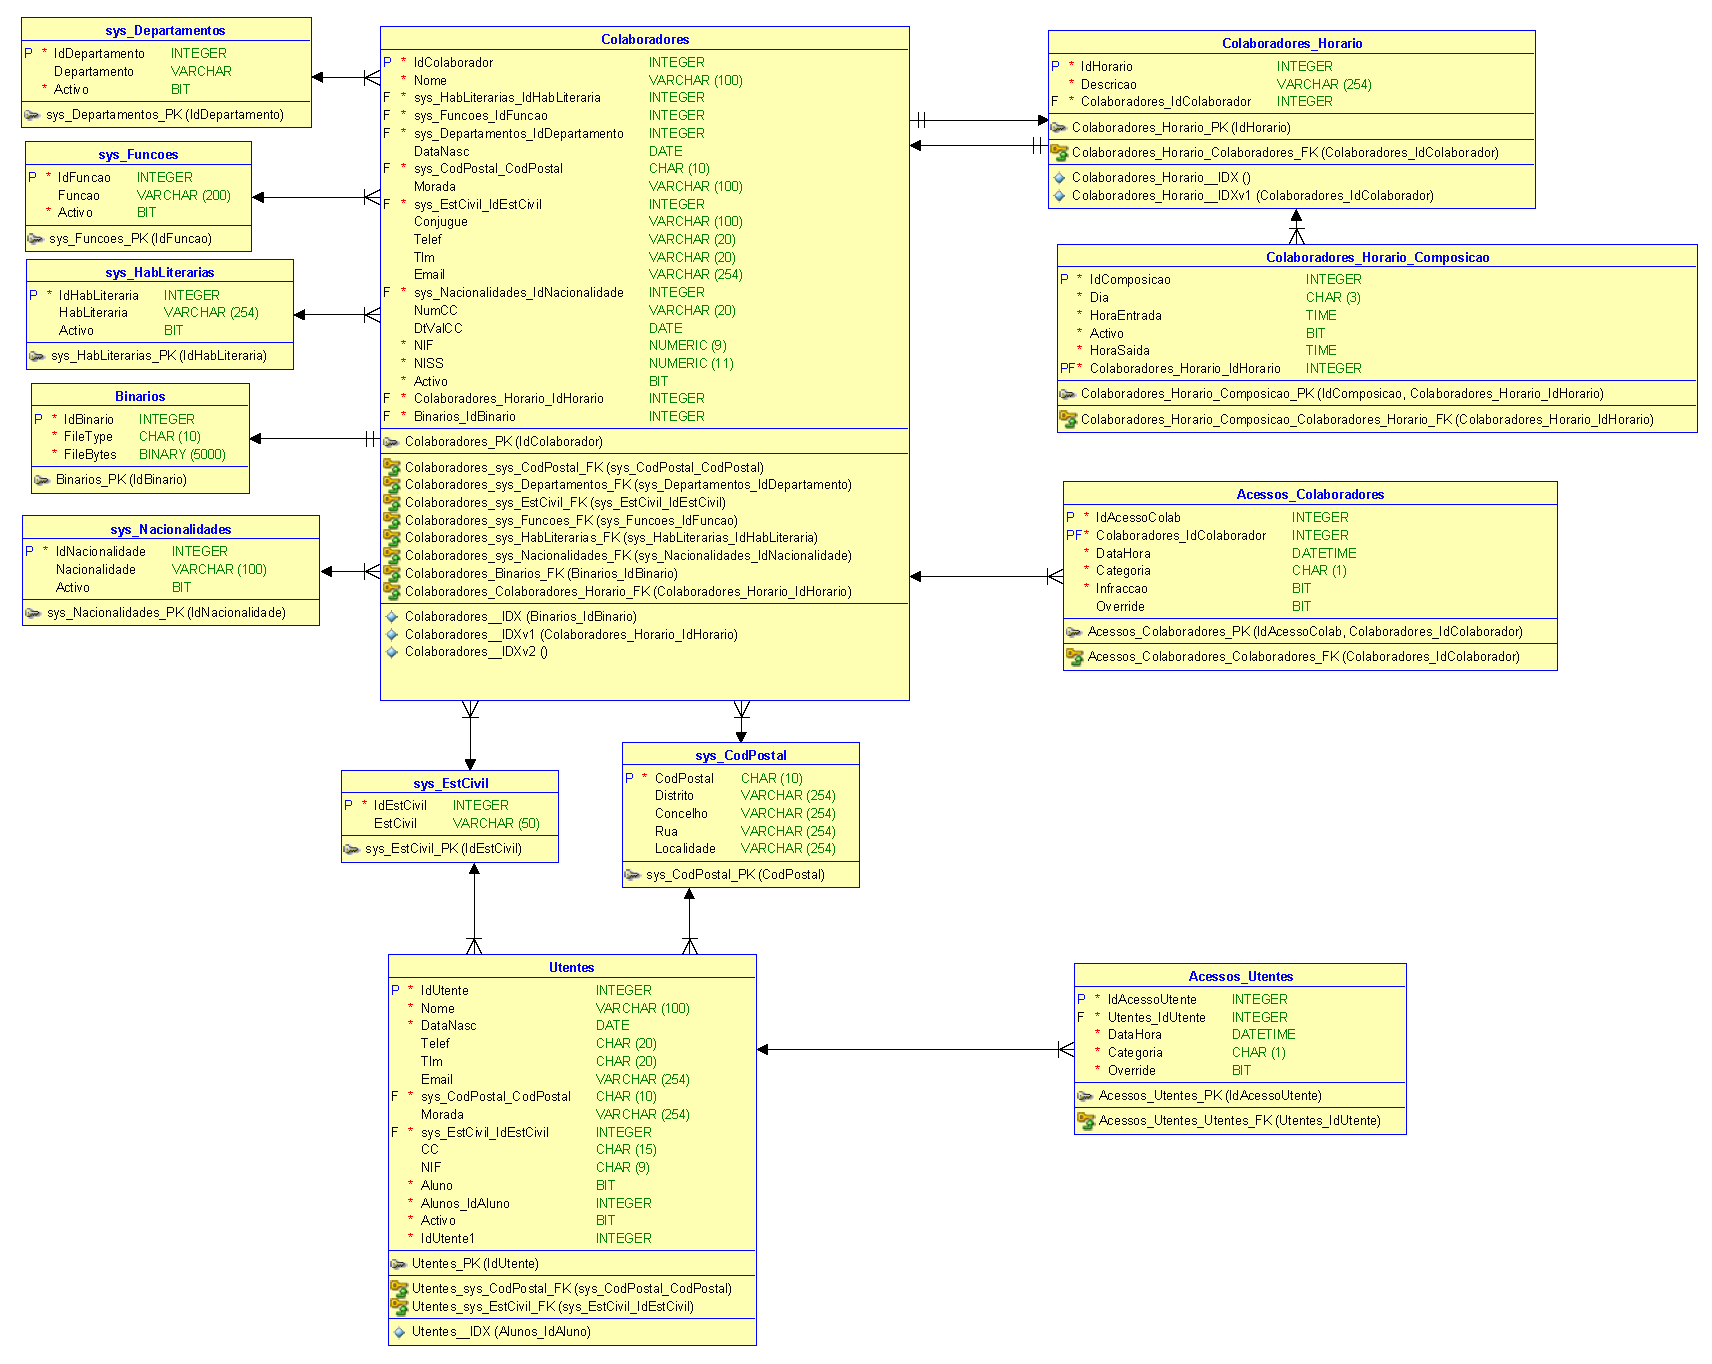 sys_Departamentos
P * IdDepartamento INTEGER
Departamento VARCHAR
* Activo BIT
sys_Departamentos_PK (IdDepartamento)
sys_Funcoes
P * IdFuncao INTEGER
Funcao VARCHAR (200)
* Activo BIT
sys_Funcoes_PK (IdFuncao)
sys_HabLiterarias
P * IdHabLiteraria INTEGER
HabLiteraria VARCHAR (254)
Activo BIT
sys_HabLiterarias_PK (IdHabLiteraria)
Binarios
P * IdBinario INTEGER
* FileType CHAR (10)
* FileBytes BINARY (5000)
Binarios_PK (IdBinario)
sys_Nacionalidades
P * IdNacionalidade INTEGER
Nacionalidade VARCHAR (100)
Activo BIT
sys_Nacionalidades_PK (IdNacionalidade)
Colaboradores
P * IdColaborador INTEGER
* Nome VARCHAR (100)
F * sys_HabLiterarias_IdHabLiteraria INTEGER
F * sys_Funcoes_IdFuncao INTEGER
F * sys_Departamentos_IdDepartamento INTEGER
DataNasc DATE
F * sys_CodPostal_CodPostal CHAR (10)
Morada VARCHAR (100)
F * sys_EstCivil_IdEstCivil INTEGER
Conjugue VARCHAR (100)
Telef VARCHAR (20)
Tlm VARCHAR (20)
Email VARCHAR (254)
F * sys_Nacionalidades_IdNacionalidade INTEGER
NumCC VARCHAR (20)
DtValCC DATE
* NIF NUMERIC (9)
* NISS NUMERIC (11)
* Activo BIT
F * Colaboradores_Horario_IdHorario INTEGER
F * Binarios_IdBinario INTEGER
Colaboradores_PK (IdColaborador)
Colaboradores_sys_CodPostal_FK (sys_CodPostal_CodPostal)
Colaboradores_sys_Departamentos_FK (sys_Departamentos_IdDepartamento)
Colaboradores_sys_EstCivil_FK (sys_EstCivil_IdEstCivil)
Colaboradores_sys_Funcoes_FK (sys_Funcoes_IdFuncao)
Colaboradores_sys_HabLiterarias_FK (sys_HabLiterarias_IdHabLiteraria)
Colaboradores_sys_Nacionalidades_FK (sys_Nacionalidades_IdNacionalidade)
Colaboradores_Binarios_FK (Binarios_IdBinario)
Colaboradores_Colaboradores_Horario_FK (Colaboradores_Horario_IdHorario)
Colaboradores__IDX (Binarios_IdBinario)
Colaboradores__IDXv1 (Colaboradores_Horario_IdHorario)
Colaboradores__IDXv2 ()
Colaboradores_Horario
P * IdHorario INTEGER
* Descricao VARCHAR (254)
F * Colaboradores_IdColaborador INTEGER
Colaboradores_Horario_PK (IdHorario)
Colaboradores_Horario_Colaboradores_FK (Colaboradores_IdColaborador)
Colaboradores_Horario__IDX ()
Colaboradores_Horario__IDXv1 (Colaboradores_IdColaborador)
Colaboradores_Horario_Composicao
P * IdComposicao INTEGER
* Dia CHAR (3)
* HoraEntrada TIME
* Activo BIT
* HoraSaida TIME
PF* Colaboradores_Horario_IdHorario INTEGER
Colaboradores_Horario_Composicao_PK (IdComposicao, Colaboradores_Horario_IdHorario)
Colaboradores_Horario_Composicao_Colaboradores_Horario_FK (Colaboradores_Horario_IdHorario)
Acessos_Colaboradores
P * IdAcessoColab INTEGER
PF* Colaboradores_IdColaborador INTEGER
* DataHora DATETIME
* Categoria CHAR (1)
* Infraccao BIT
Override BIT
Acessos_Colaboradores_PK (IdAcessoColab, Colaboradores_IdColaborador)
Acessos_Colaboradores_Colaboradores_FK (Colaboradores_IdColaborador)
sys_EstCivil
P * IdEstCivil INTEGER
EstCivil VARCHAR (50)
sys_EstCivil_PK (IdEstCivil)
sys_CodPostal
P * CodPostal CHAR (10)
Distrito VARCHAR (254)
Concelho VARCHAR (254)
Rua VARCHAR (254)
Localidade VARCHAR (254)
sys_CodPostal_PK (CodPostal)
Utentes
P * IdUtente INTEGER
* Nome VARCHAR (100)
* DataNasc DATE
Telef CHAR (20)
Tlm CHAR (20)
Email VARCHAR (254)
F * sys_CodPostal_CodPostal CHAR (10)
Morada VARCHAR (254)
F * sys_EstCivil_IdEstCivil INTEGER
CC CHAR (15)
NIF CHAR (9)
* Aluno BIT
* Alunos_IdAluno INTEGER
* Activo BIT
* IdUtente1 INTEGER
Utentes_PK (IdUtente)
Utentes_sys_CodPostal_FK (sys_CodPostal_CodPostal)
Utentes_sys_EstCivil_FK (sys_EstCivil_IdEstCivil)
Utentes__IDX (Alunos_IdAluno)
Acessos_Utentes
P * IdAcessoUtente INTEGER
F * Utentes_IdUtente INTEGER
* DataHora DATETIME
* Categoria CHAR (1)
* Override BIT
Acessos_Utentes_PK (IdAcessoUtente)
Acessos_Utentes_Utentes_FK (Utentes_IdUtente)